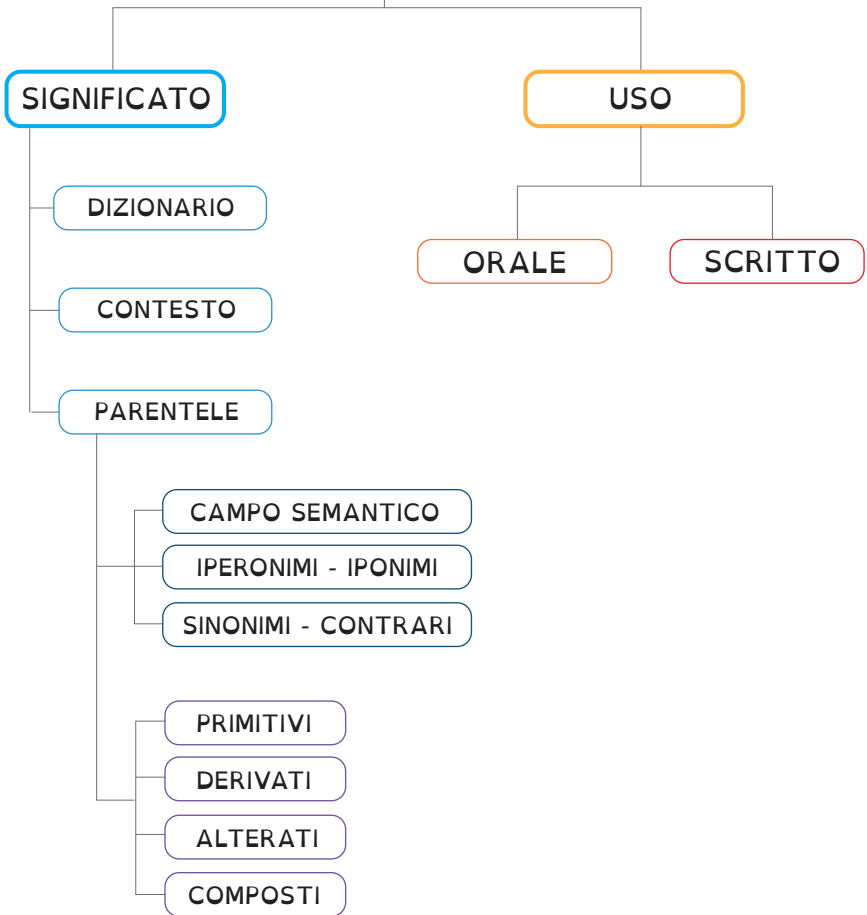 SIGNIFICATO
USO
DIZIONARIO
ORALE
SCRITTO
CONTESTO
PARENTELE
CAMPO SEMANTICO
IPERONIMI - IPONIMI
SINONIMI - CONTRARI
PRIMITIVI
DERIVATI
ALTERATI
COMPOSTI